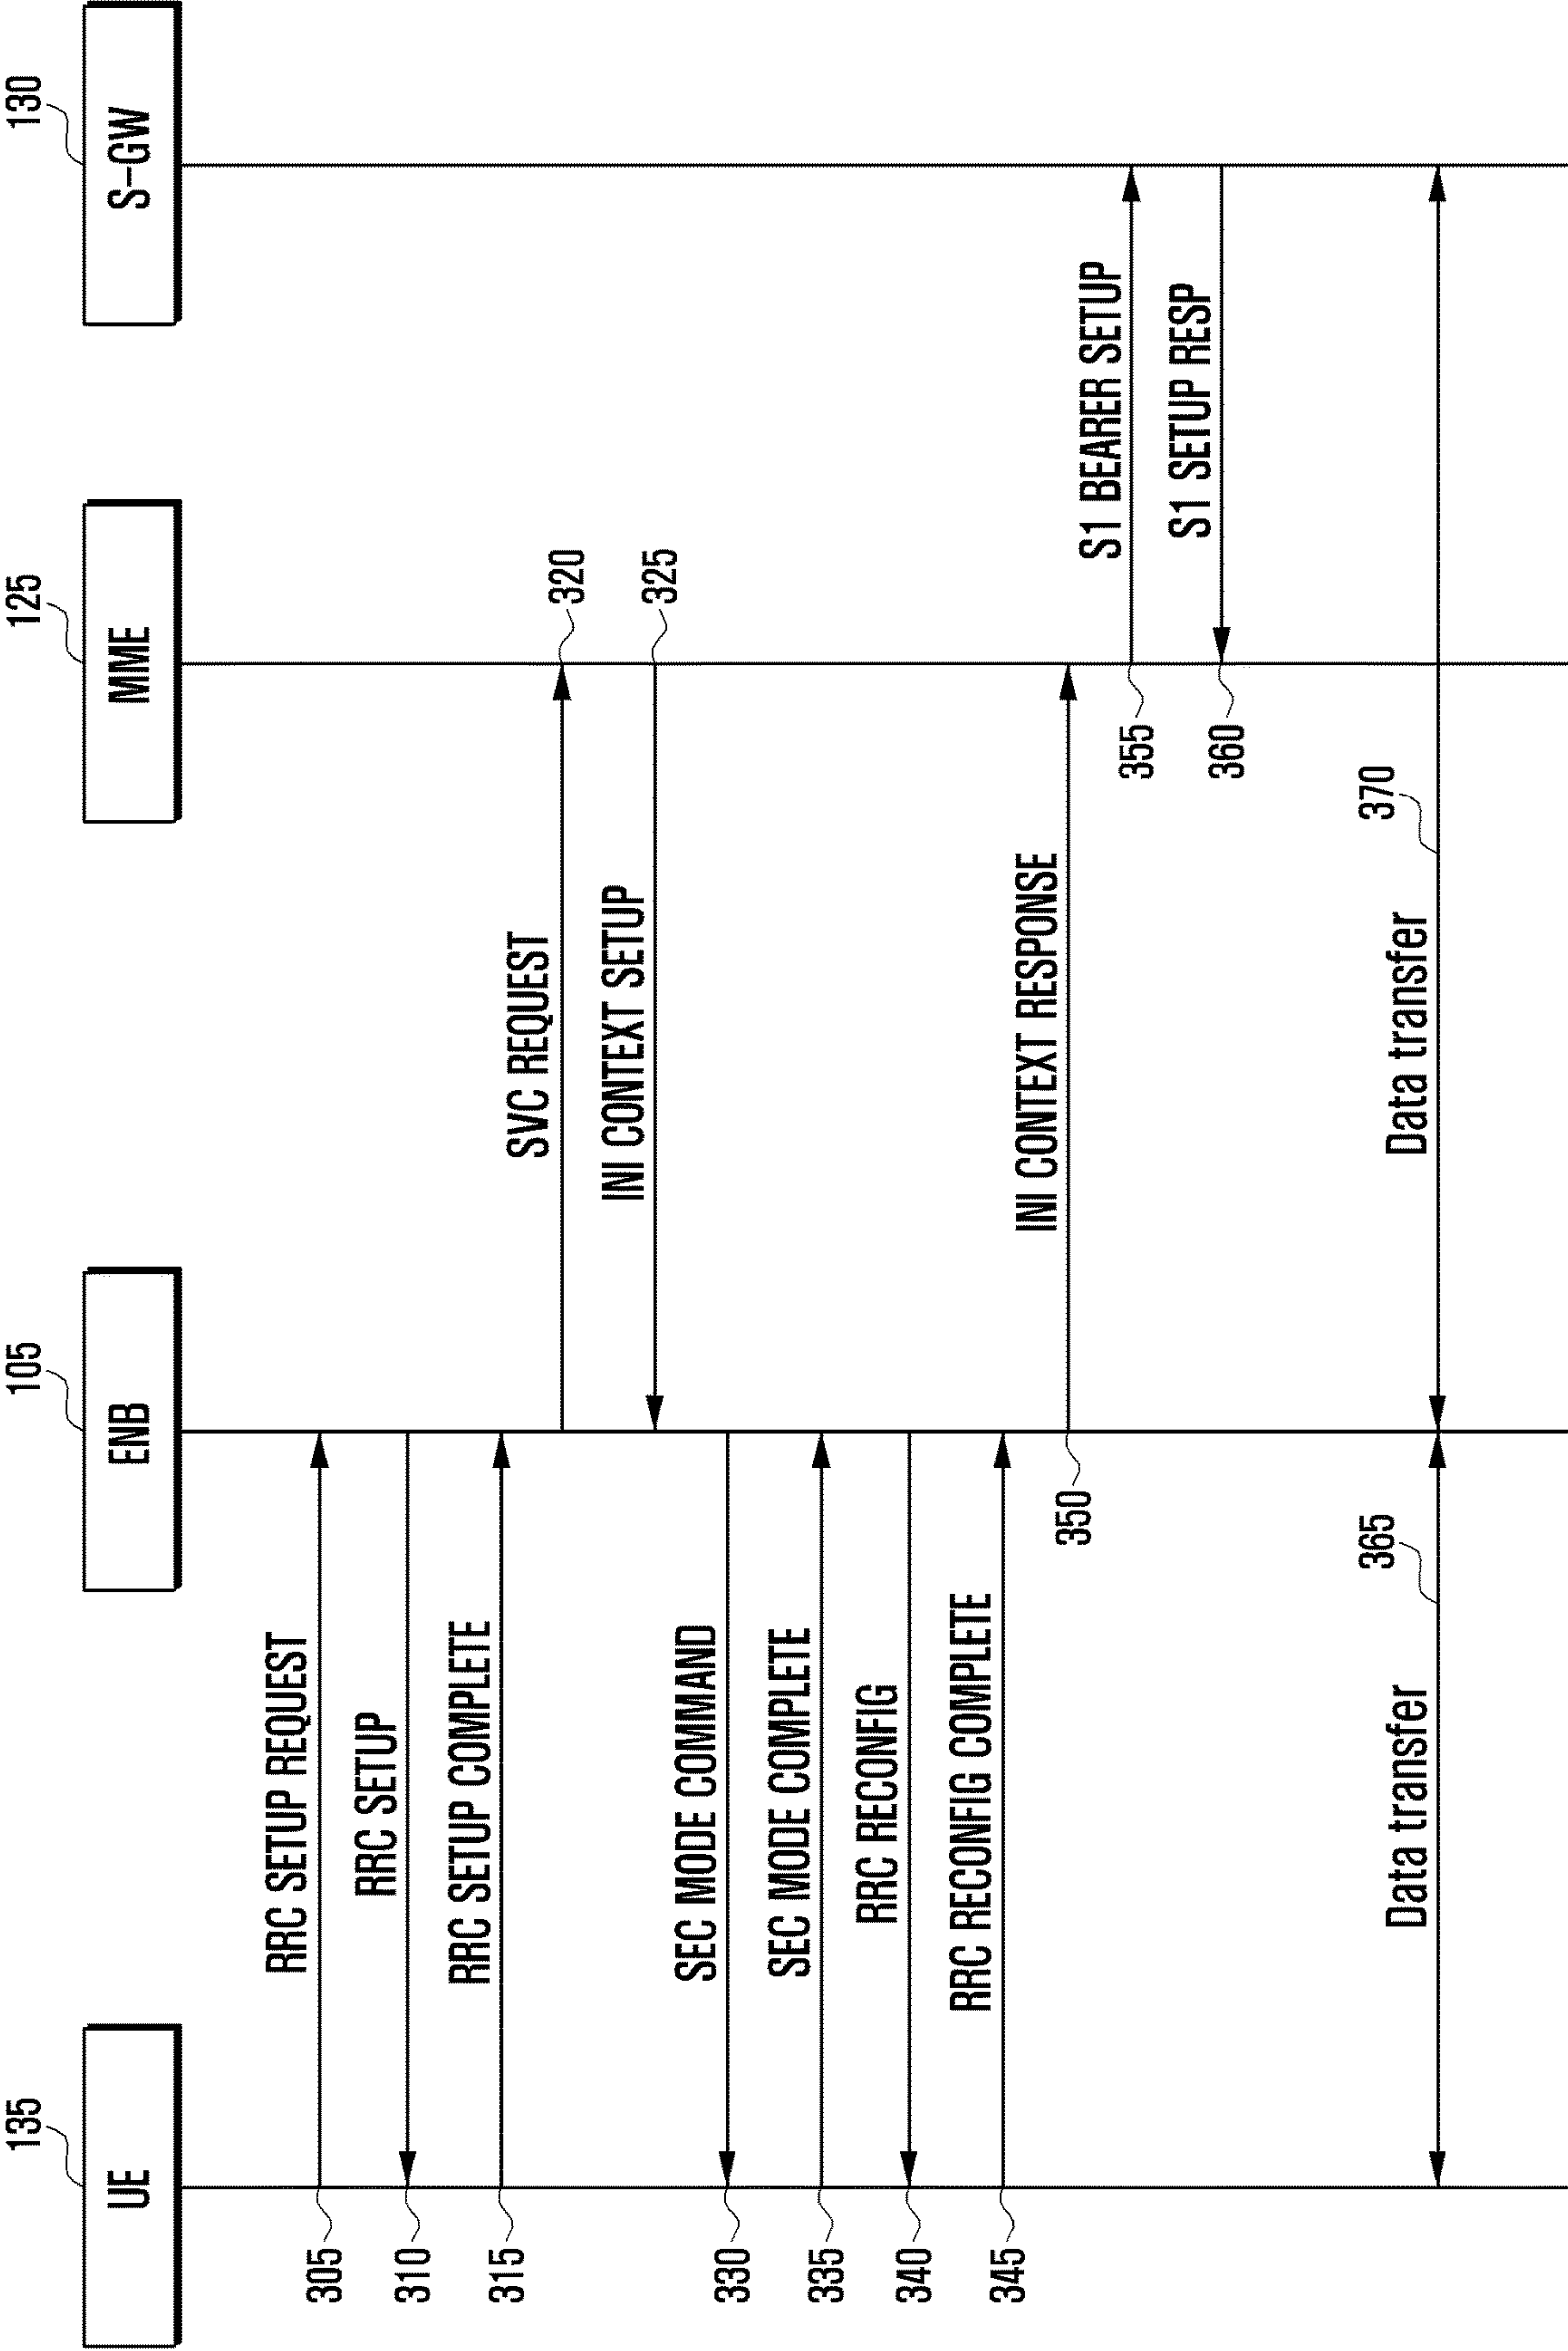 135
105
125
130
UE
ENB
MME
S-GW
RRC SETUP REQUEST
305
RRC SETUP
310
RRC SETUP COMPLETE
315
SVC REQUEST
320
INI CONTEXT SETUP
325
SEC MODE COMMAND
330
SEC MODE COMPLETE
335
RRC RECONFIG
340
RRC RECONFIG COMPLETE
345
INI CONTEXT RESPONSE
350
S1 BEARER SETUP
355
S1 SETUP RESP
360
365
370
Data transfer
Data transfer